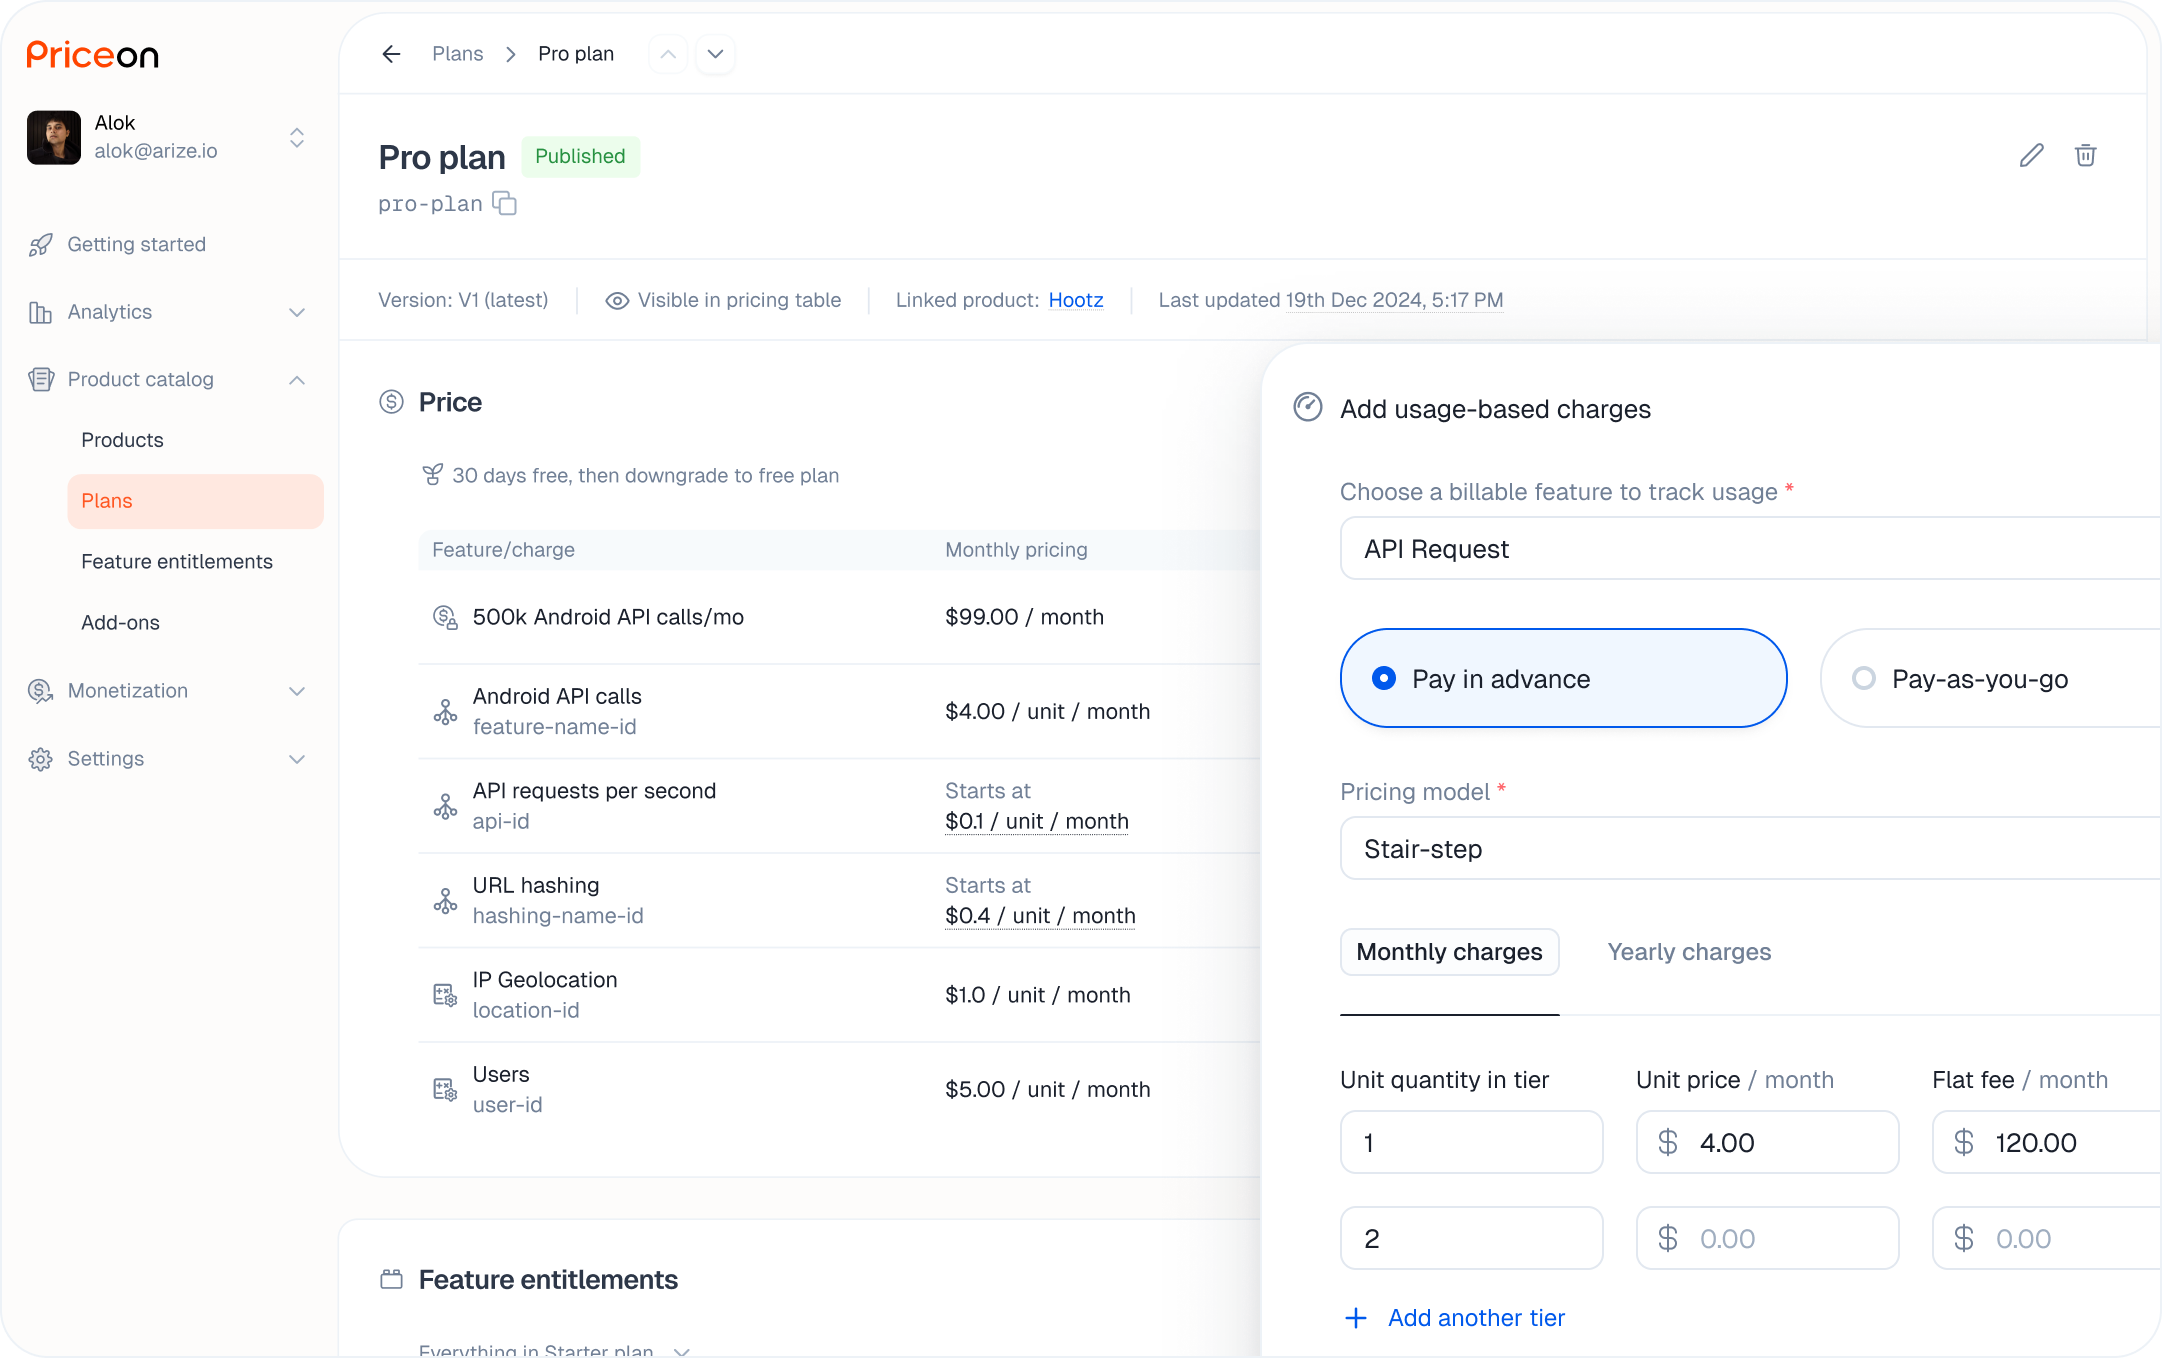 Priceon
Alok
alok@arize.io
Getting started
Analytics
Product catalog
Products
Plans
Feature entitlements
Add-ons
Monetization
Settings
Plans
Pro plan
Pro plan
Published
pro-plan
Version: V1 (latest)
Visible in pricing table
Linked product: Hootz
Last updated 19th Dec 2024, 5:17 PM
Price
30 days free, then downgrade to free plan
Feature/charge
Monthly pricing
500k Android API calls/mo
$99.00 / month
Android API calls
feature-name-id
$4.00 / unit / month
API requests per second
api-id
Starts at
$0.1 / unit / month
URL hashing
hashing-name-id
Starts at
$0.4 / unit / month
IP Geolocation
location-id
$1.0 / unit / month
Users
user-id
$5.00 / unit / month
Feature entitlements
Everything in Starter plan
Add usage-based charges
Choose a billable feature to track usage *
API Request
Pay in advance
Pay-as-you-go
Pricing model *
Stair-step
Monthly charges
Yearly charges
Unit quantity in tier
Unit price / month
Flat fee / month
1
$ 4.00
$ 120.00
2
$ 0.00
$ 0.00
+ Add another tier